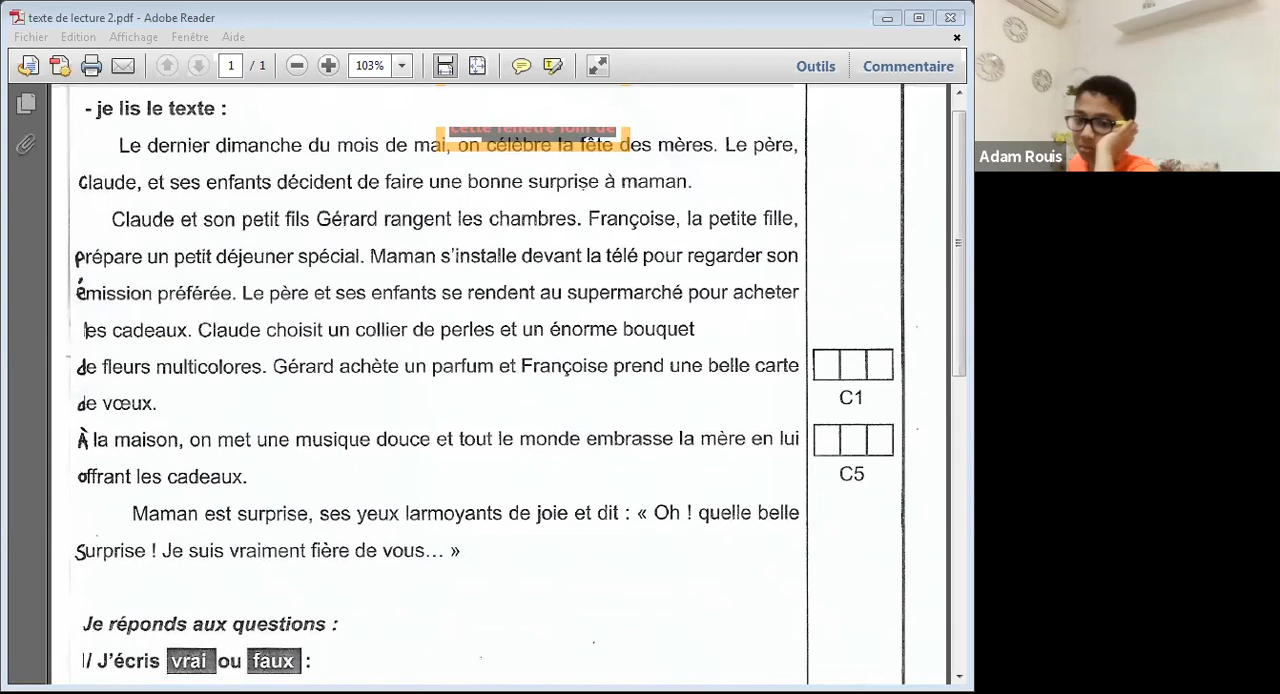 texte de lecture 2.pdf - Adobe Reader
Fichier Edition Affichage Fenêtre Aide
1 / 1 103% Outils Commentaire
- je lis le texte :
Cette fenêtre loin de
Le dernier dimanche du mois de mai, on célèbre la fête des mères. Le père,
Claude, et ses enfants décident de faire une bonne surprise à maman.
Claude et son petit fils Gérard rangent les chambres. Françoise, la petite fille,
prépare un petit déjeuner spécial. Maman s'installe devant la télé pour regarder son
émission préférée. Le père et ses enfants se rendent au supermarché pour acheter
les cadeaux. Claude choisit un collier de perles et un énorme bouquet
de fleurs multicolores. Gérard achète un parfum et Françoise prend une belle carte
de vœux.
C1
À la maison, on met une musique douce et tout le monde embrasse la mère en lui
offrant les cadeaux.
C5
Maman est surprise, ses yeux larmoyants de joie et dit : « Oh ! quelle belle
Surprise ! Je suis vraiment fière de vous... »
Je réponds aux questions :
I/ J'écris vrai ou faux :
Adam Rouis